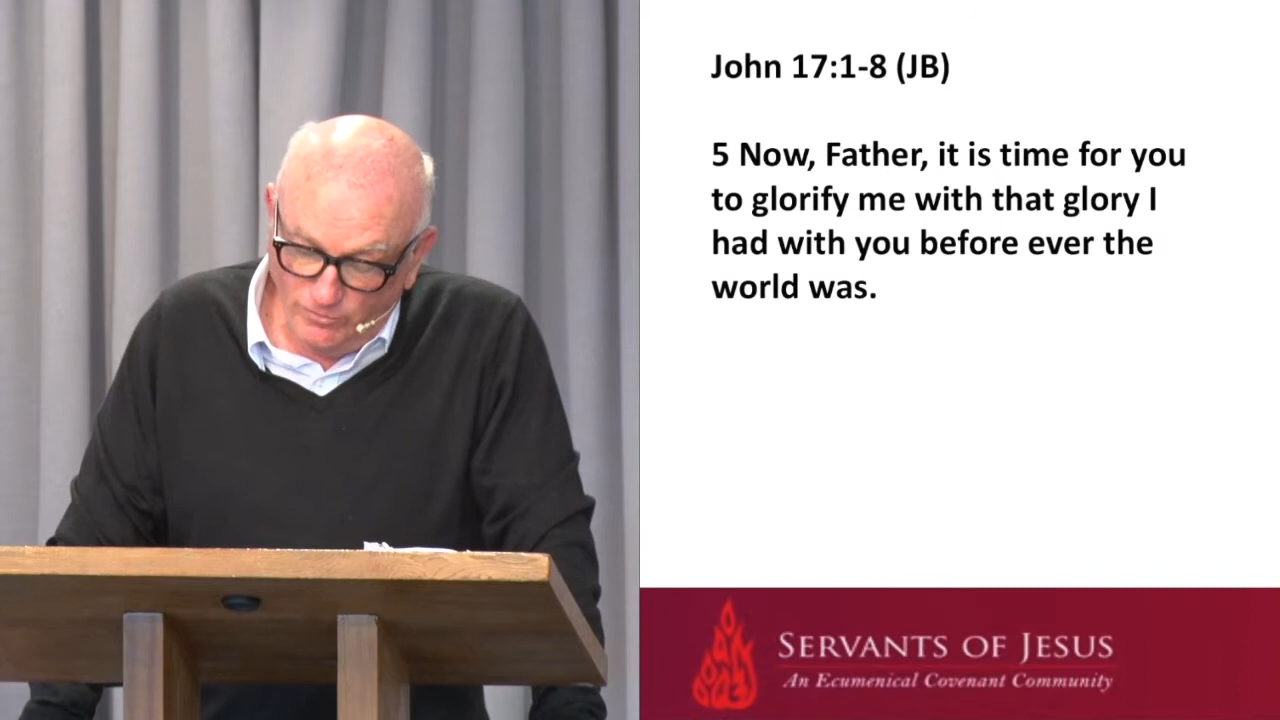 John 17:1-8 (JB)
5 Now, Father, it is time for you
to glorify me with that glory I
had with you before ever the
world was.
SERVANTS OF JESUS
An Ecumenical Covenant Community